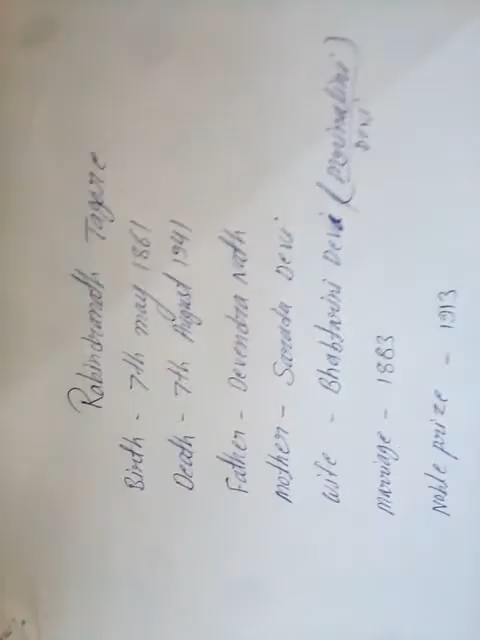 Rabindranath Tagore
Birth - 7th may 1861
Death - 7th August 1941
Father - Devendra Nath
mother - Sarada Devi
wife - Bhabtarini Devi (mrinalini Devi)
marriage - 1883
Noble prize - 1913